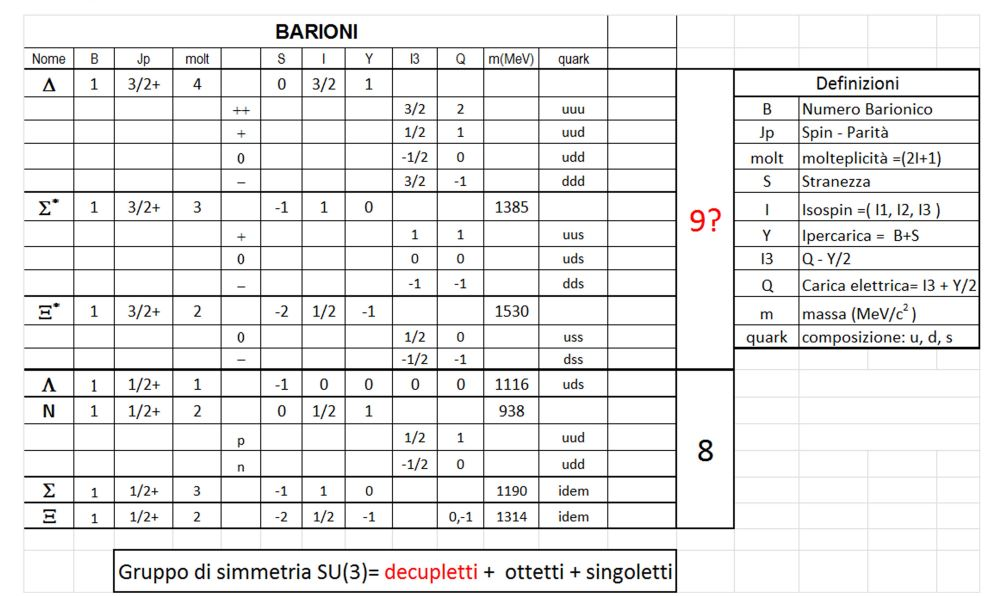 BARIONI
Nome B Jp molt S I Y I3 Q m(MeV) quark
Δ 1 3/2+ 4 0 3/2 1
++ 3/2 2 uuu
+ 1/2 1 uud
0 -1/2 0 udd
− 3/2 -1 ddd
Σ* 1 3/2+ 3 -1 1 0 1385
+ 1 1 uus
0 0 0 uds
− -1 -1 dds
Ξ* 1 3/2+ 2 -2 1/2 -1 1530
0 1/2 0 uss
− -1/2 -1 dss
9?
Λ 1 1/2+ 1 -1 0 0 0 0 1116 uds
N 1 1/2+ 2 0 1/2 1 938
p 1/2 1 uud
n -1/2 0 udd
Σ 1 1/2+ 3 -1 1 0 1190 idem
Ξ 1 1/2+ 2 -2 1/2 -1 0,-1 1314 idem
8
Definizioni
B Numero Barionico
Jp Spin - Parità
molt molteplicità =(2I+1)
S Stranezza
I Isospin =( I1, I2, I3 )
Y Ipercarica = B+S
I3 Q - Y/2
Q Carica elettrica= I3 + Y/2
m massa (MeV/c² )
quark composizione: u, d, s
Gruppo di simmetria SU(3)= decupletti + ottetti + singoletti